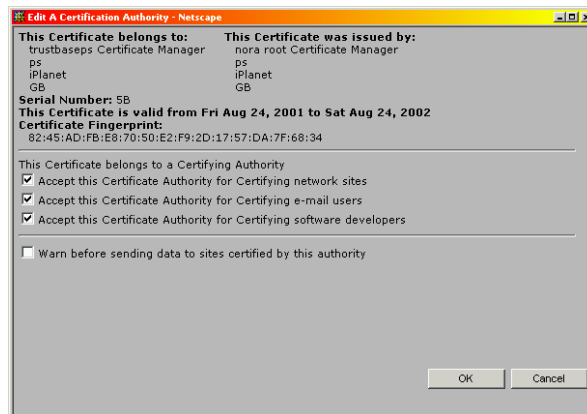 Edit A Certification Authority - Netscape
This Certificate belongs to: This Certificate was issued by:
trustbaseps Certificate Manager nora root Certificate Manager
ps ps
iPlanet iPlanet
GB GB
Serial Number: 5B
This Certificate is valid from Fri Aug 24, 2001 to Sat Aug 24, 2002
Certificate Fingerprint:
82:45:AD:FB:E8:70:50:E2:F9:2D:17:57:DA:7F:68:34
This Certificate belongs to a Certifying Authority
Accept this Certificate Authority for Certifying network sites
Accept this Certificate Authority for Certifying e-mail users
Accept this Certificate Authority for Certifying software developers
Warn before sending data to sites certified by this authority
OK Cancel